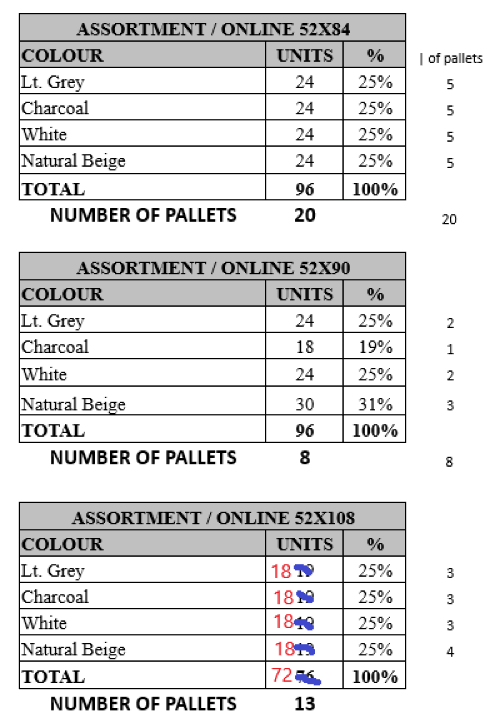 ASSORTMENT / ONLINE 52X84
COLOUR UNITS % | of pallets
Lt. Grey 24 25% 5
Charcoal 24 25% 5
White 24 25% 5
Natural Beige 24 25% 5
TOTAL 96 100%
NUMBER OF PALLETS 20 20
ASSORTMENT / ONLINE 52X90
COLOUR UNITS %
Lt. Grey 24 25% 2
Charcoal 18 19% 1
White 24 25% 2
Natural Beige 30 31% 3
TOTAL 96 100%
NUMBER OF PALLETS 8 8
ASSORTMENT / ONLINE 52X108
COLOUR UNITS %
Lt. Grey 18 25% 3
Charcoal 18 25% 3
White 18 25% 3
Natural Beige 18 25% 4
TOTAL 72 100%
NUMBER OF PALLETS 13